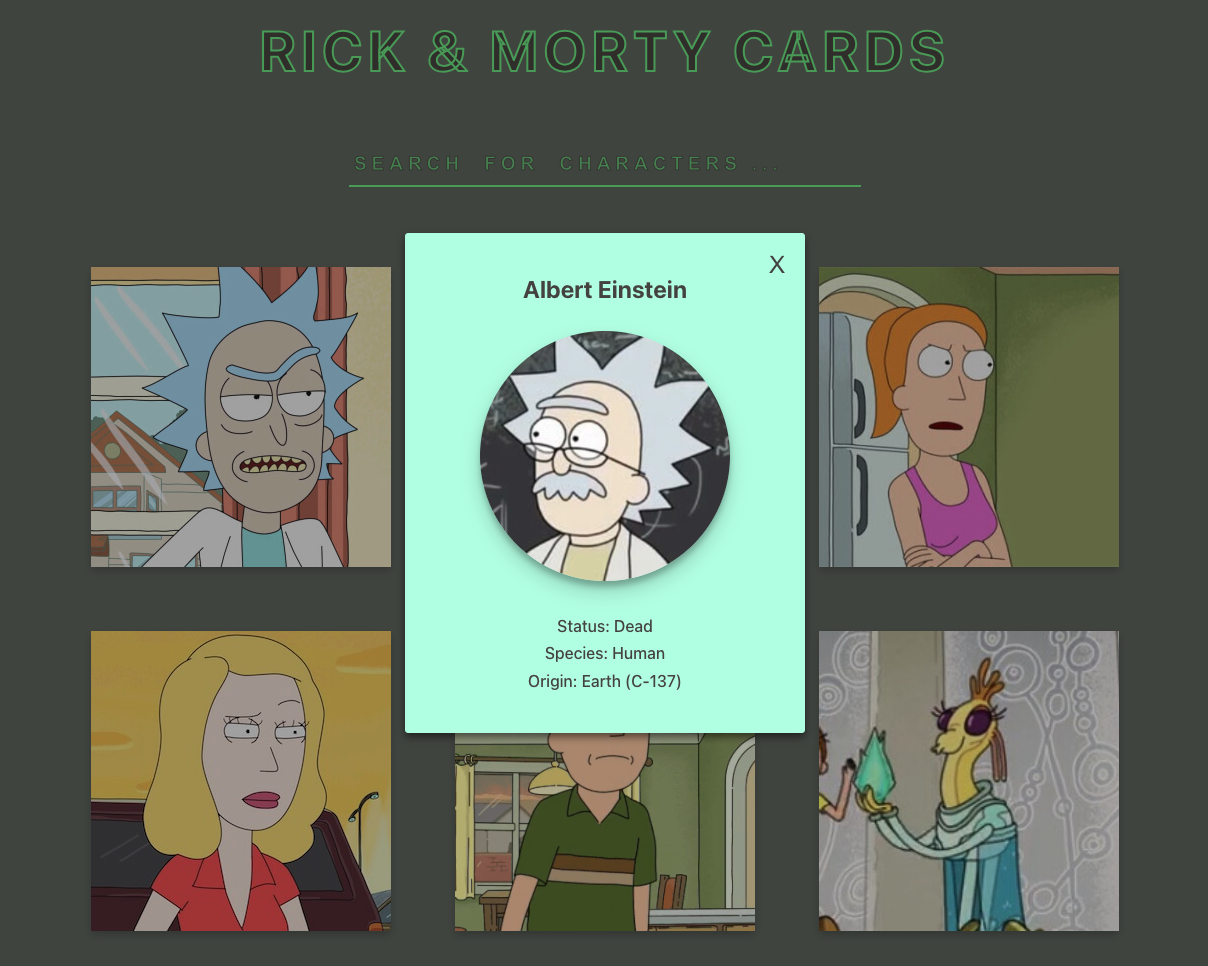 RICK & MORTY CARDS
SEARCH FOR CHARACTERS ...
X
Albert Einstein
Status: Dead
Species: Human
Origin: Earth (C-137)